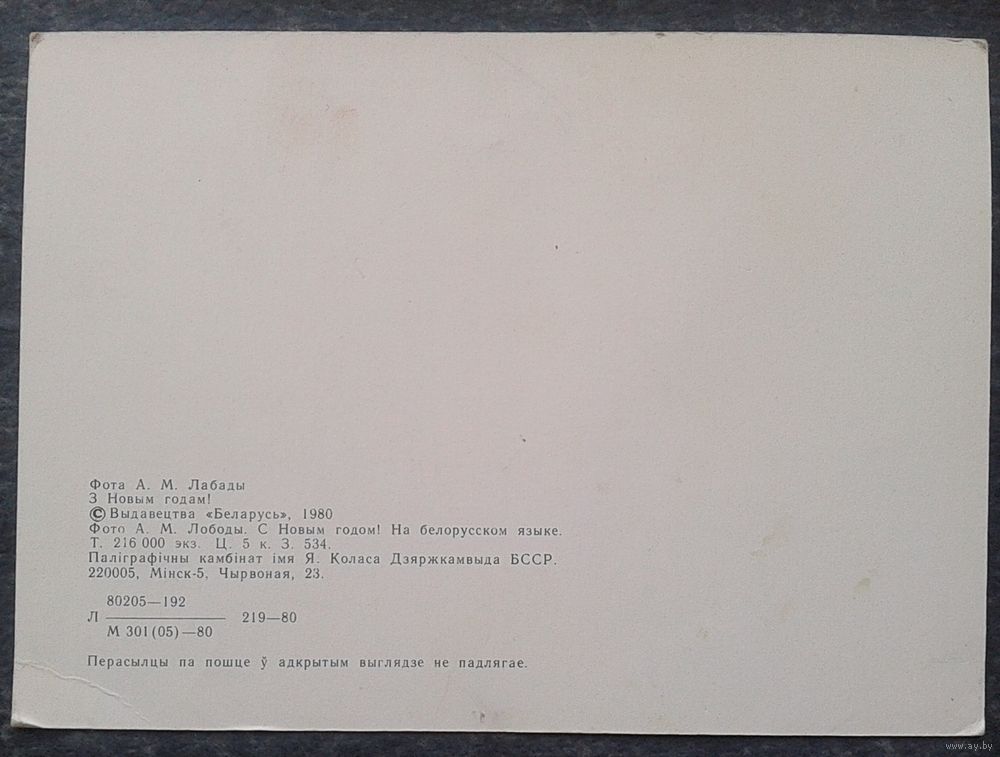 Фота А. М. Лабады
З Новым годам!
© Выдавецтва «Беларусь», 1980
Фото А. М. Лободы. С Новым годом! На белорусском языке.
Т. 216 000 экз. Ц. 5 к. З. 534.
Паліграфічны камбінат імя Я. Коласа Дзяржкамвыда БССР.
220005, Мінск-5, Чырвоная, 23.
80205—192
Л ———— 219—80
М 301(05)—80
Перасылцы па пошце ў адкрытым выглядзе не падлягае.
www.ay.by